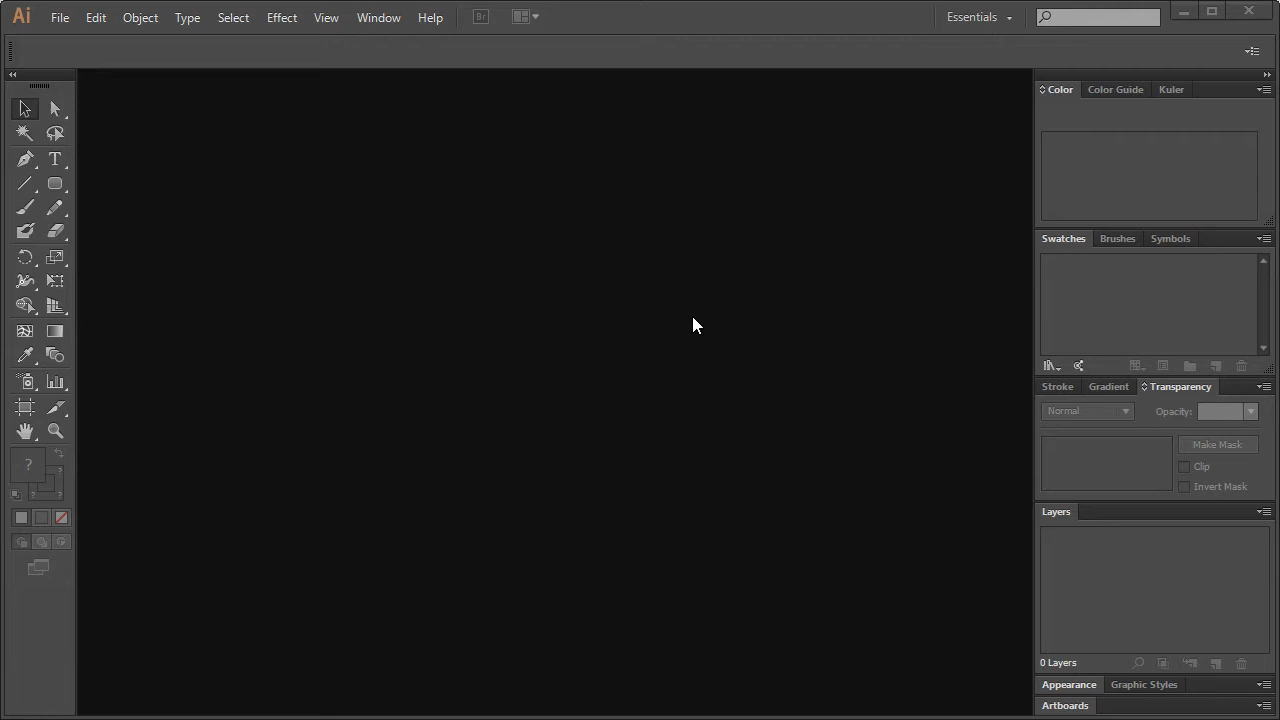 Ai File Edit Object Type Select Effect View Window Help Br Essentials
Color Color Guide Kuler
Swatches Brushes Symbols
Stroke Gradient Transparency
Normal Opacity:
Make Mask
Clip
Invert Mask
Layers
0 Layers
Appearance Graphic Styles
Artboards
T
?
?
? ?